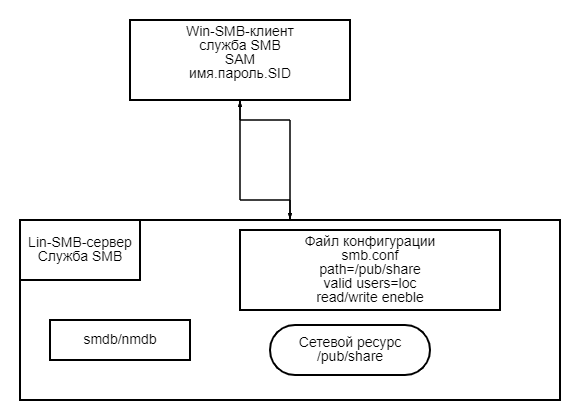 Win-SMB-клиент
служба SMB
SAM
имя.пароль.SID
Lin-SMB-сервер
Служба SMB
Файл конфигурации
smb.conf
path=/pub/share
valid users=loc
read/write eneble
smdb/nmdb
Сетевой ресурс
/pub/share